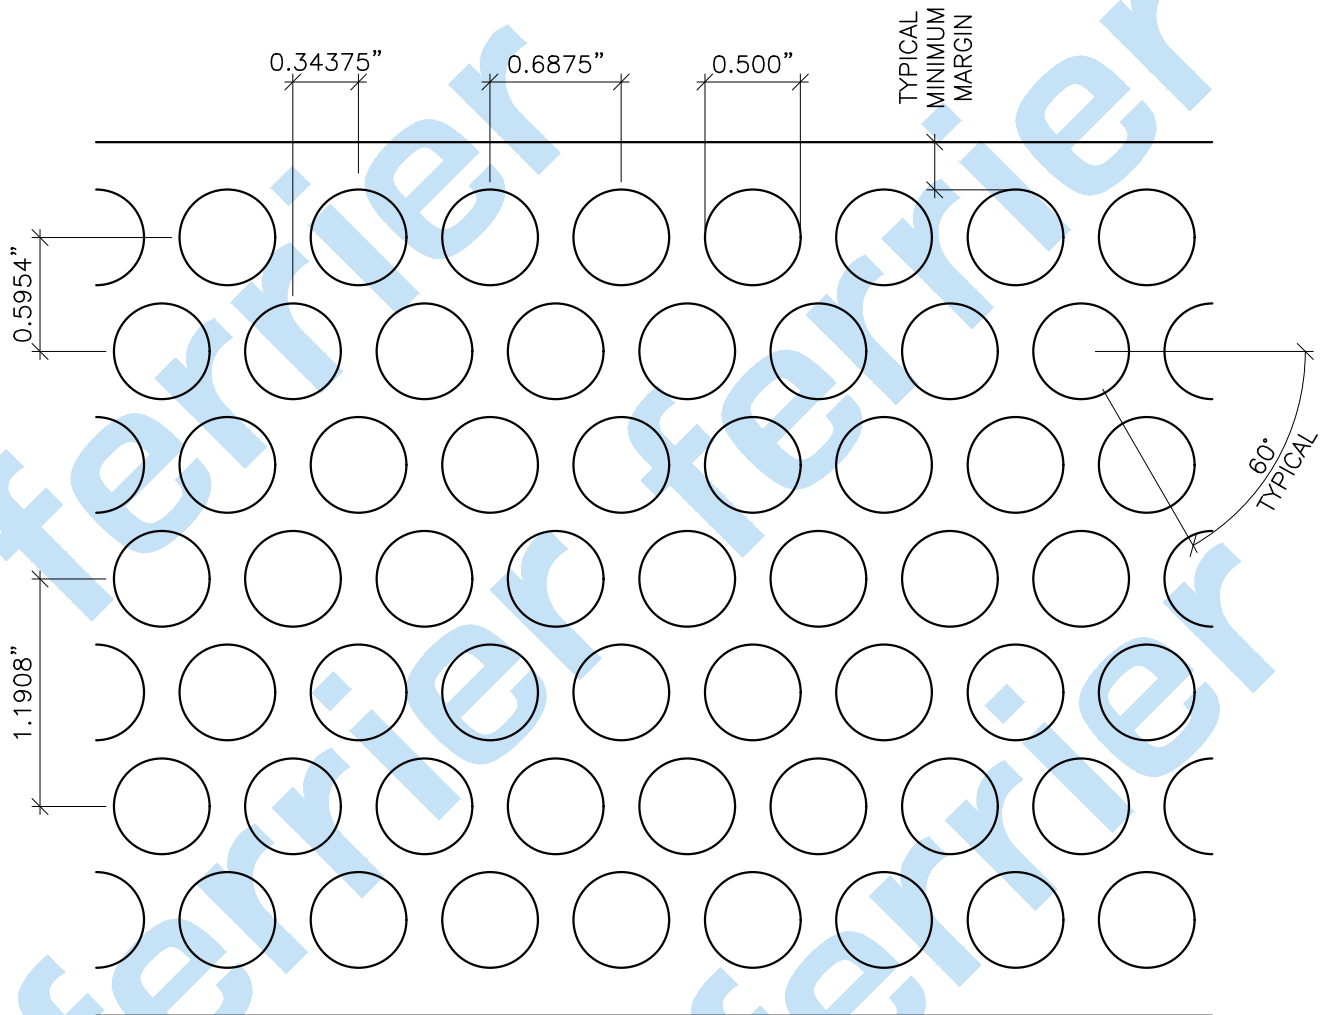 0.34375”
0.6875”
0.500”
TYPICAL
MINIMUM
MARGIN
0.5954”
60°
TYPICAL
1.1908”
ferrier
ferrier
ferrier
ferrier